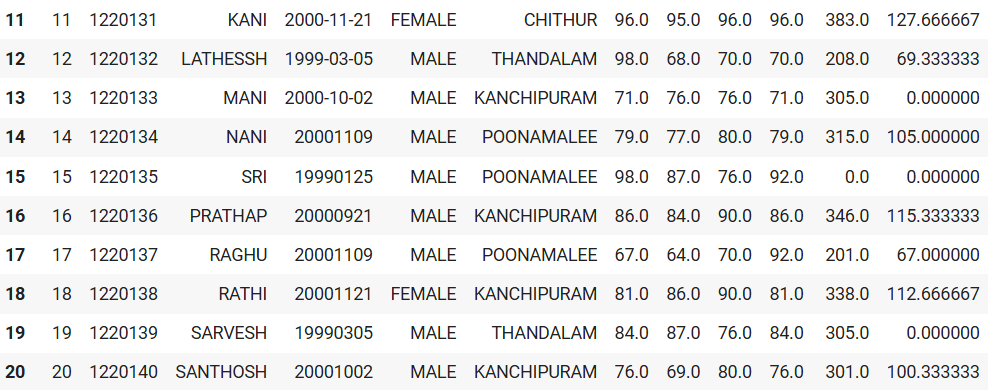 11 11 1220131 KANI 2000-11-21 FEMALE CHITHUR 96.0 95.0 96.0 96.0 383.0 127.666667
12 12 1220132 LATHESSH 1999-03-05 MALE THANDALAM 98.0 68.0 70.0 70.0 208.0 69.333333
13 13 1220133 MANI 2000-10-02 MALE KANCHIPURAM 71.0 76.0 76.0 71.0 305.0 0.000000
14 14 1220134 NANI 20001109 MALE POONAMALEE 79.0 77.0 80.0 79.0 315.0 105.000000
15 15 1220135 SRI 19990125 MALE POONAMALEE 98.0 87.0 76.0 92.0 0.0 0.000000
16 16 1220136 PRATHAP 20000921 MALE KANCHIPURAM 86.0 84.0 90.0 86.0 346.0 115.333333
17 17 1220137 RAGHU 20001109 MALE POONAMALEE 67.0 64.0 70.0 92.0 201.0 67.000000
18 18 1220138 RATHI 20001121 FEMALE KANCHIPURAM 81.0 86.0 90.0 81.0 338.0 112.666667
19 19 1220139 SARVESH 19990305 MALE THANDALAM 84.0 87.0 76.0 84.0 305.0 0.000000
20 20 1220140 SANTHOSH 20001002 MALE KANCHIPURAM 76.0 69.0 80.0 76.0 301.0 100.333333